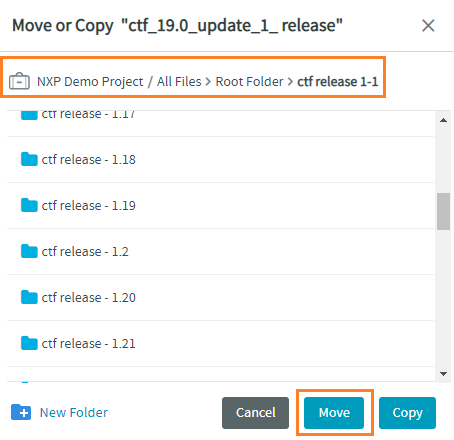 Move or Copy "ctf_19.0_update_1_ release"
NXP Demo Project / All Files > Root Folder > ctf release 1-1
ctf release - 1.17
ctf release - 1.18
ctf release - 1.19
ctf release - 1.2
ctf release - 1.20
ctf release - 1.21
New Folder
Cancel
Move
Copy